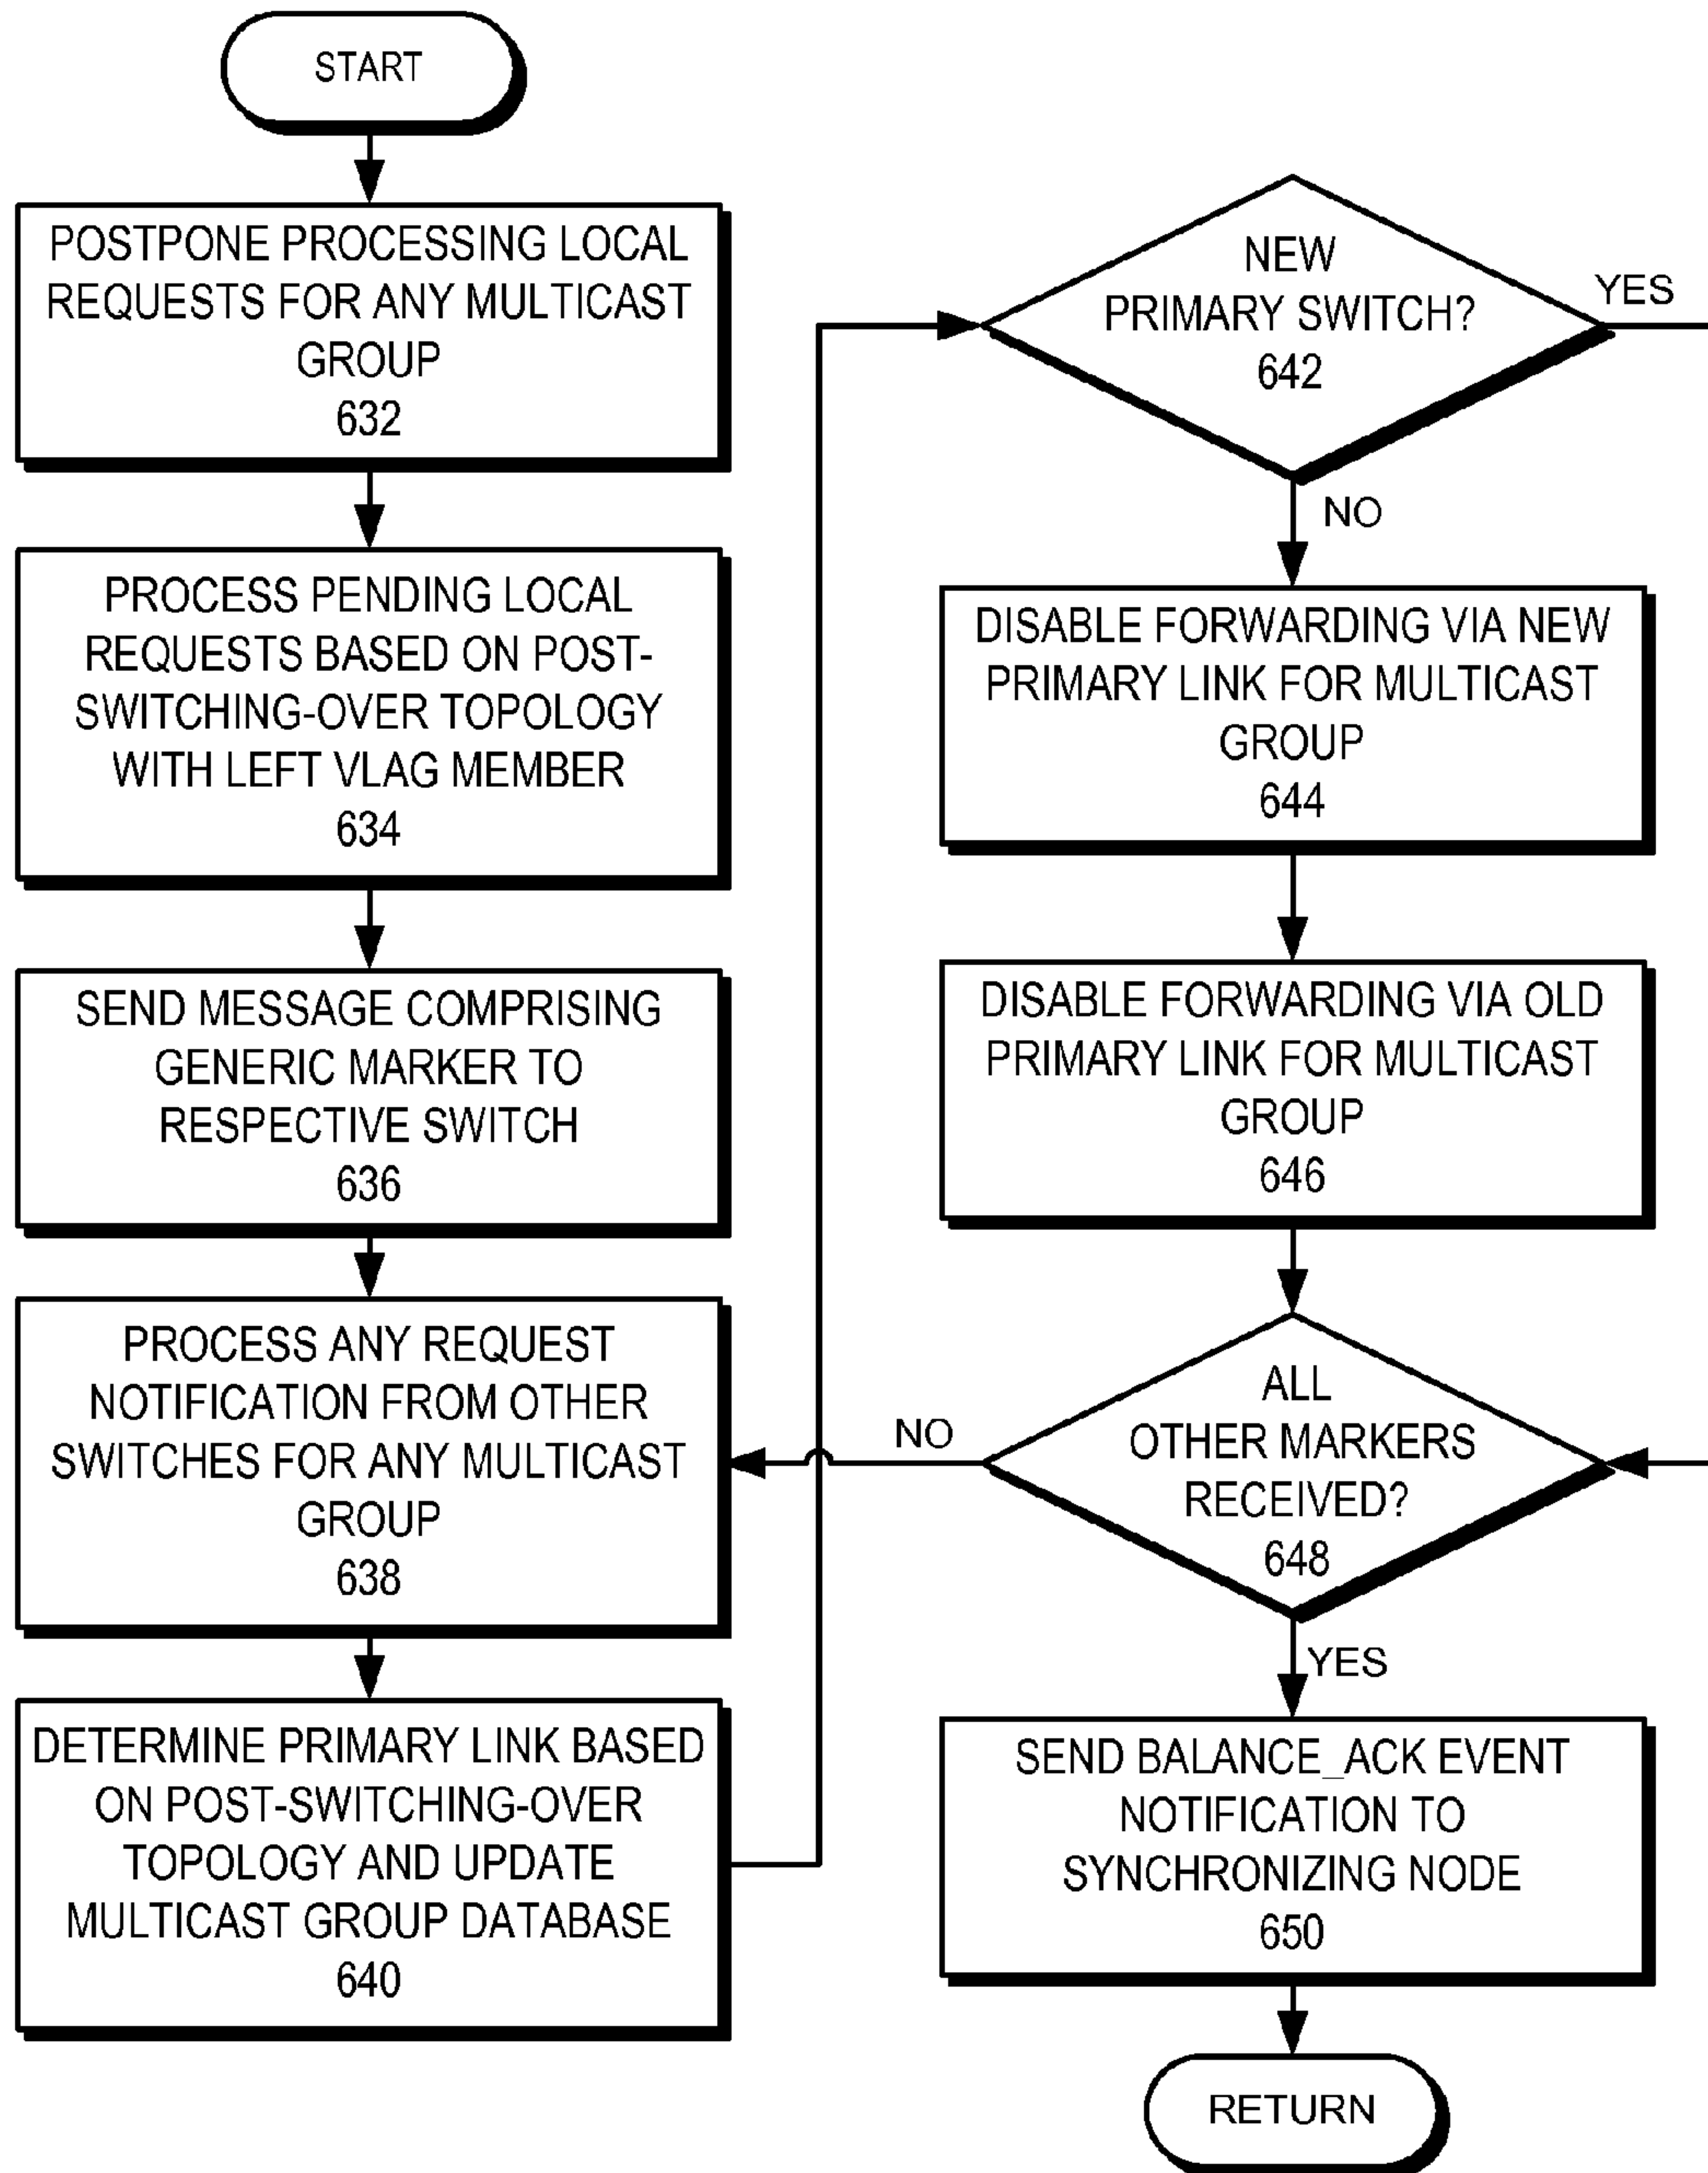 START
POSTPONE PROCESSING LOCAL
REQUESTS FOR ANY MULTICAST
GROUP
632
PROCESS PENDING LOCAL
REQUESTS BASED ON POST-
SWITCHING-OVER TOPOLOGY
WITH LEFT VLAG MEMBER
634
SEND MESSAGE COMPRISING
GENERIC MARKER TO
RESPECTIVE SWITCH
636
PROCESS ANY REQUEST
NOTIFICATION FROM OTHER
SWITCHES FOR ANY MULTICAST
GROUP
638
DETERMINE PRIMARY LINK BASED
ON POST-SWITCHING-OVER
TOPOLOGY AND UPDATE
MULTICAST GROUP DATABASE
640
NEW
PRIMARY SWITCH?
642
YES
NO
DISABLE FORWARDING VIA NEW
PRIMARY LINK FOR MULTICAST
GROUP
644
DISABLE FORWARDING VIA OLD
PRIMARY LINK FOR MULTICAST
GROUP
646
ALL
OTHER MARKERS
RECEIVED?
648
NO
YES
SEND BALANCE_ACK EVENT
NOTIFICATION TO
SYNCHRONIZING NODE
650
RETURN